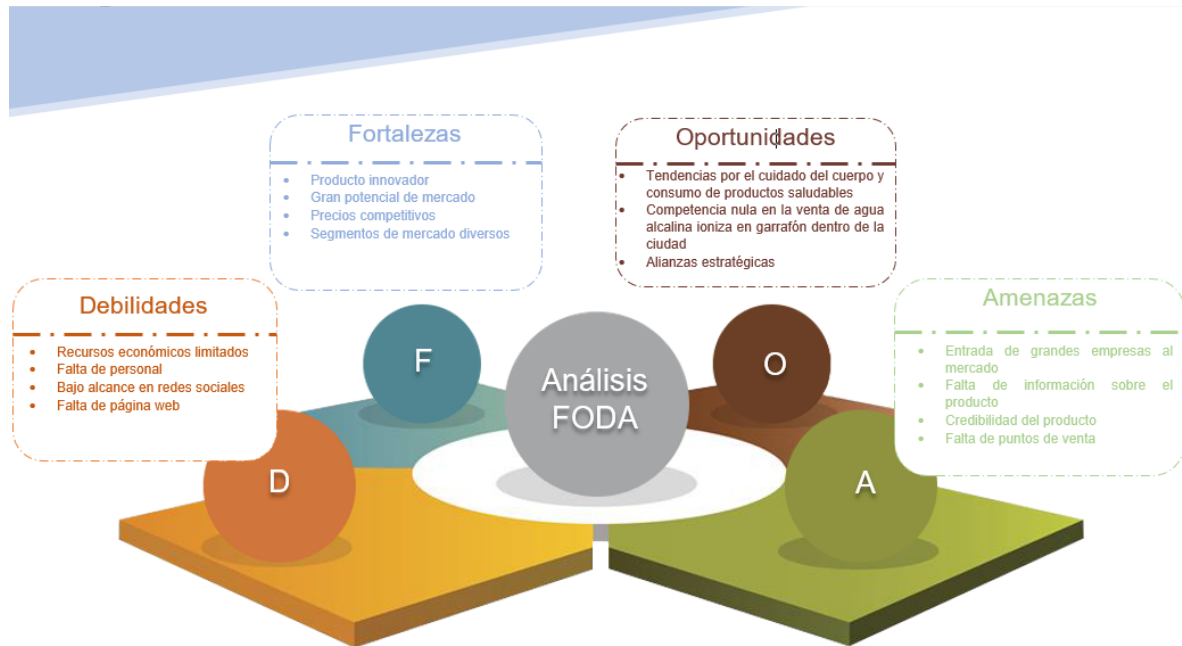 Fortalezas
• Producto innovador
• Gran potencial de mercado
• Precios competitivos
• Segmentos de mercado diversos
Oportunidades
• Tendencias por el cuidado del cuerpo y
consumo de productos saludables
• Competencia nula en la venta de agua
alcalina ioniza en garrafón dentro de la
ciudad
• Alianzas estratégicas
Debilidades
• Recursos económicos limitados
• Falta de personal
• Bajo alcance en redes sociales
• Falta de página web
Amenazas
• Entrada de grandes empresas al
mercado
• Falta de información sobre el
producto
• Credibilidad del producto
• Falta de puntos de venta
F
O
Análisis
FODA
D
A